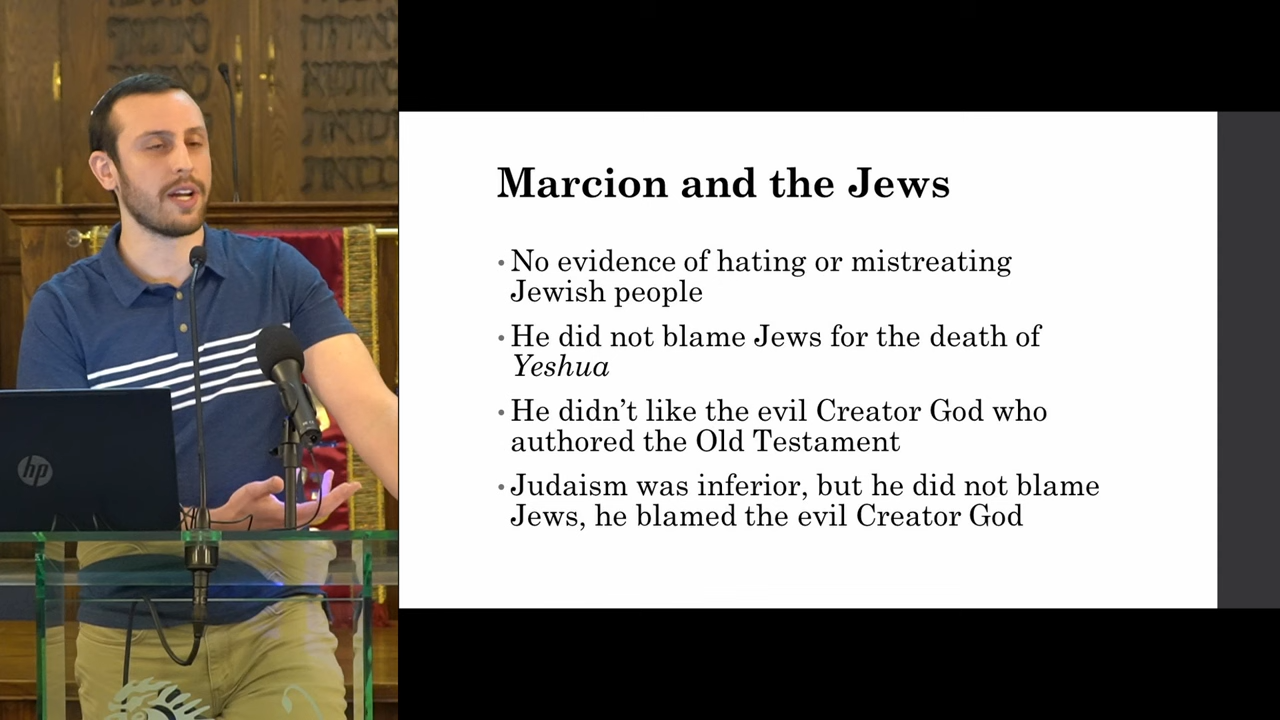 Marcion and the Jews
• No evidence of hating or mistreating
Jewish people
• He did not blame Jews for the death of
Yeshua
• He didn’t like the evil Creator God who
authored the Old Testament
• Judaism was inferior, but he did not blame
Jews, he blamed the evil Creator God
hp